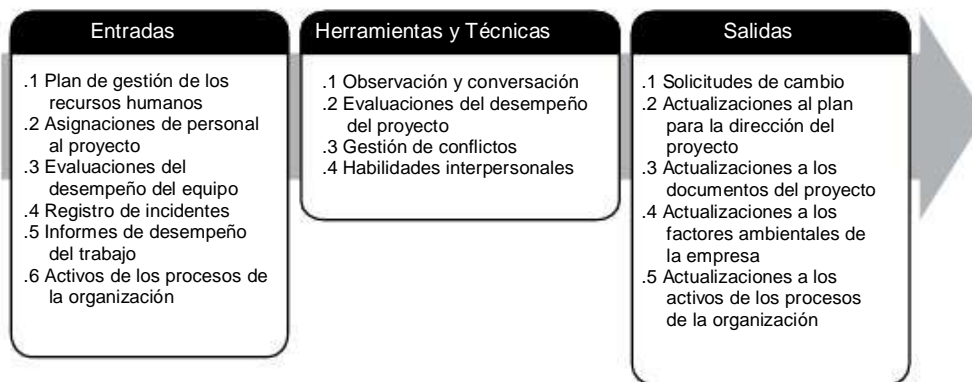 Entradas
.1 Plan de gestión de los
recursos humanos
.2 Asignaciones de personal
al proyecto
.3 Evaluaciones del
desempeño del equipo
.4 Registro de incidentes
.5 Informes de desempeño
del trabajo
.6 Activos de los procesos de
la organización
Herramientas y Técnicas
.1 Observación y conversación
.2 Evaluaciones del desempeño
del proyecto
.3 Gestión de conflictos
.4 Habilidades interpersonales
Salidas
.1 Solicitudes de cambio
.2 Actualizaciones al plan
para la dirección del
proyecto
.3 Actualizaciones a los
documentos del proyecto
.4 Actualizaciones a los
factores ambientales de
la empresa
.5 Actualizaciones a los
activos de los procesos
de la organización